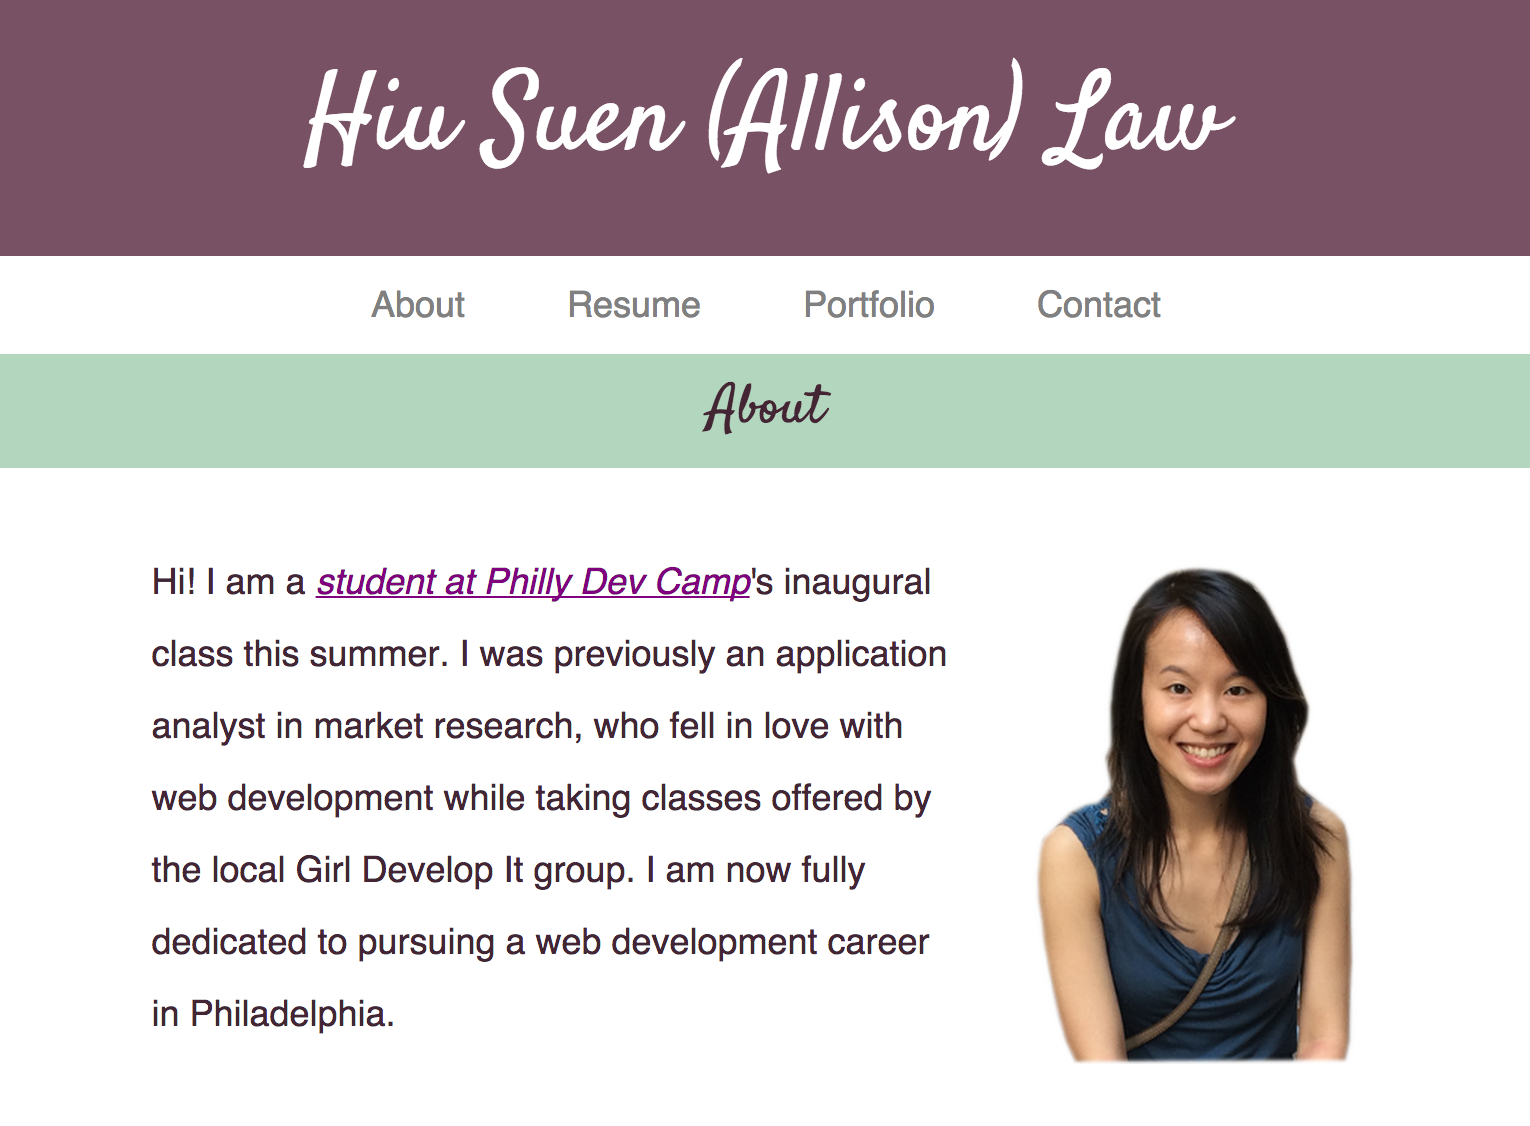 Hiu Suen (Allison) Law
About Resume Portfolio Contact
About
Hi! I am a student at Philly Dev Camp's inaugural
class this summer. I was previously an application
analyst in market research, who fell in love with
web development while taking classes offered by
the local Girl Develop It group. I am now fully
dedicated to pursuing a web development career
in Philadelphia.